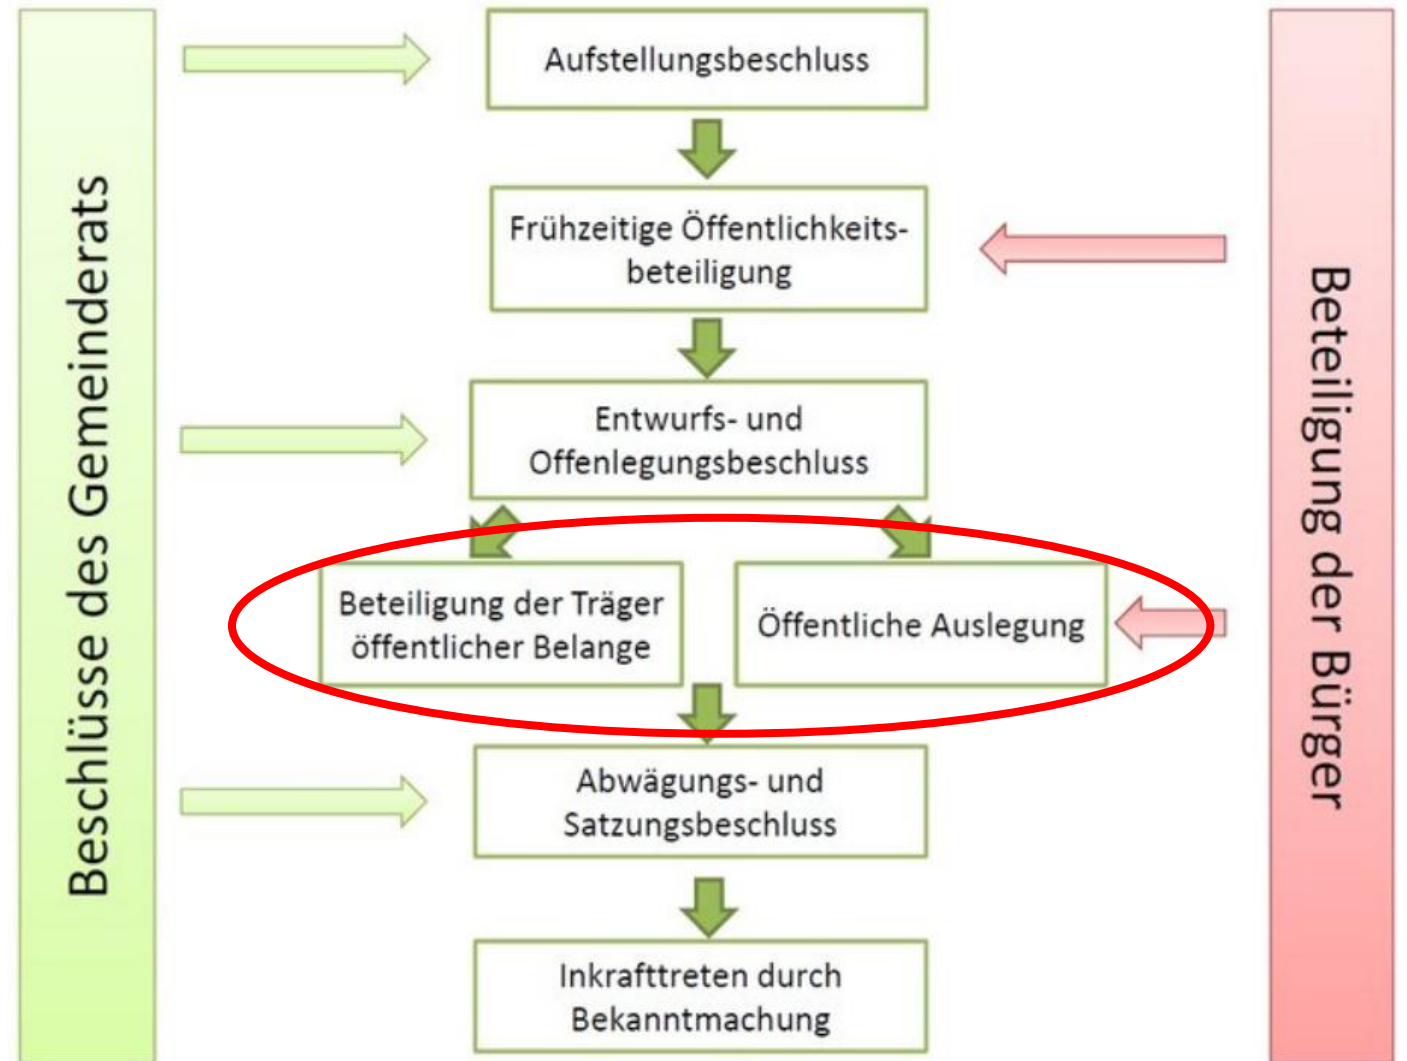 Beschlüsse des Gemeinderats
Aufstellungsbeschluss
Frühzeitige Öffentlichkeits-
beteiligung
Entwurfs- und
Offenlegungsbeschluss
Beteiligung der Träger
öffentlicher Belange
Öffentliche Auslegung
Abwägungs- und
Satzungsbeschluss
Inkrafttreten durch
Bekanntmachung
Beteiligung der Bürger